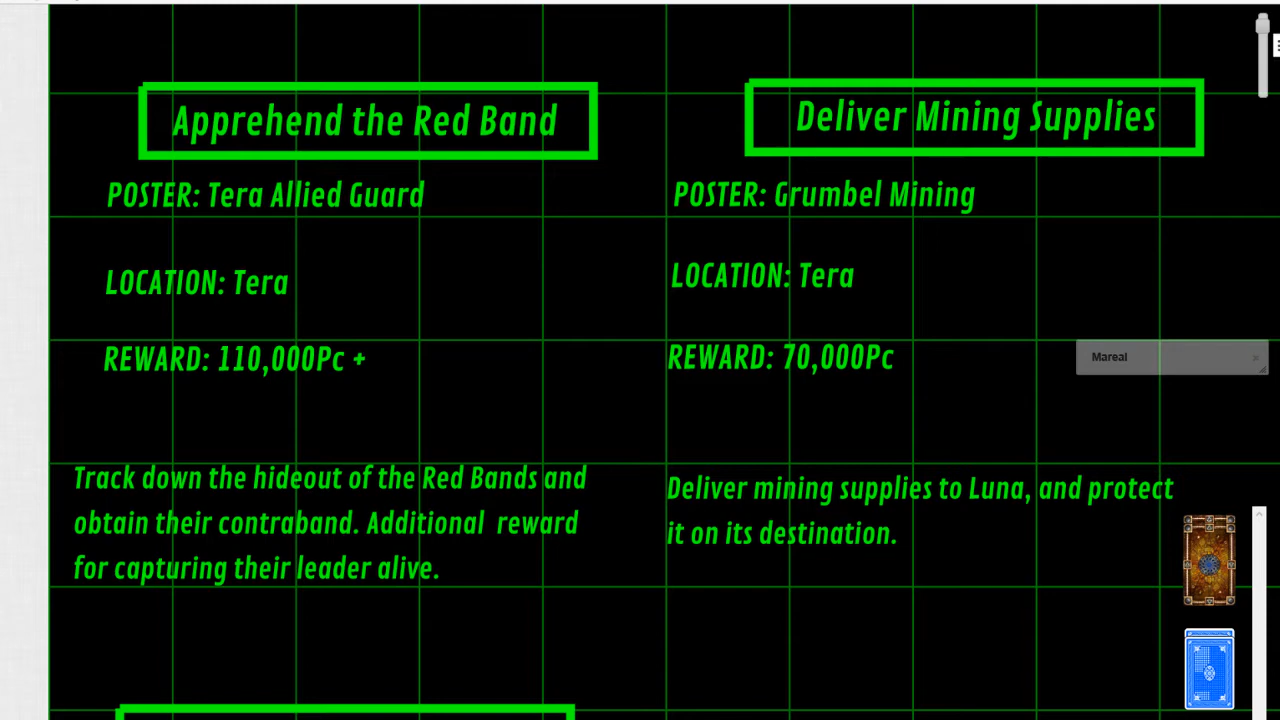 Apprehend the Red Band
POSTER: Tera Allied Guard
LOCATION: Tera
REWARD: 110,000Pc +
Track down the hideout of the Red Bands and
obtain their contraband. Additional reward
for capturing their leader alive.
Deliver Mining Supplies
POSTER: Grumbel Mining
LOCATION: Tera
REWARD: 70,000Pc
Deliver mining supplies to Luna, and protect
it on its destination.
Mareal